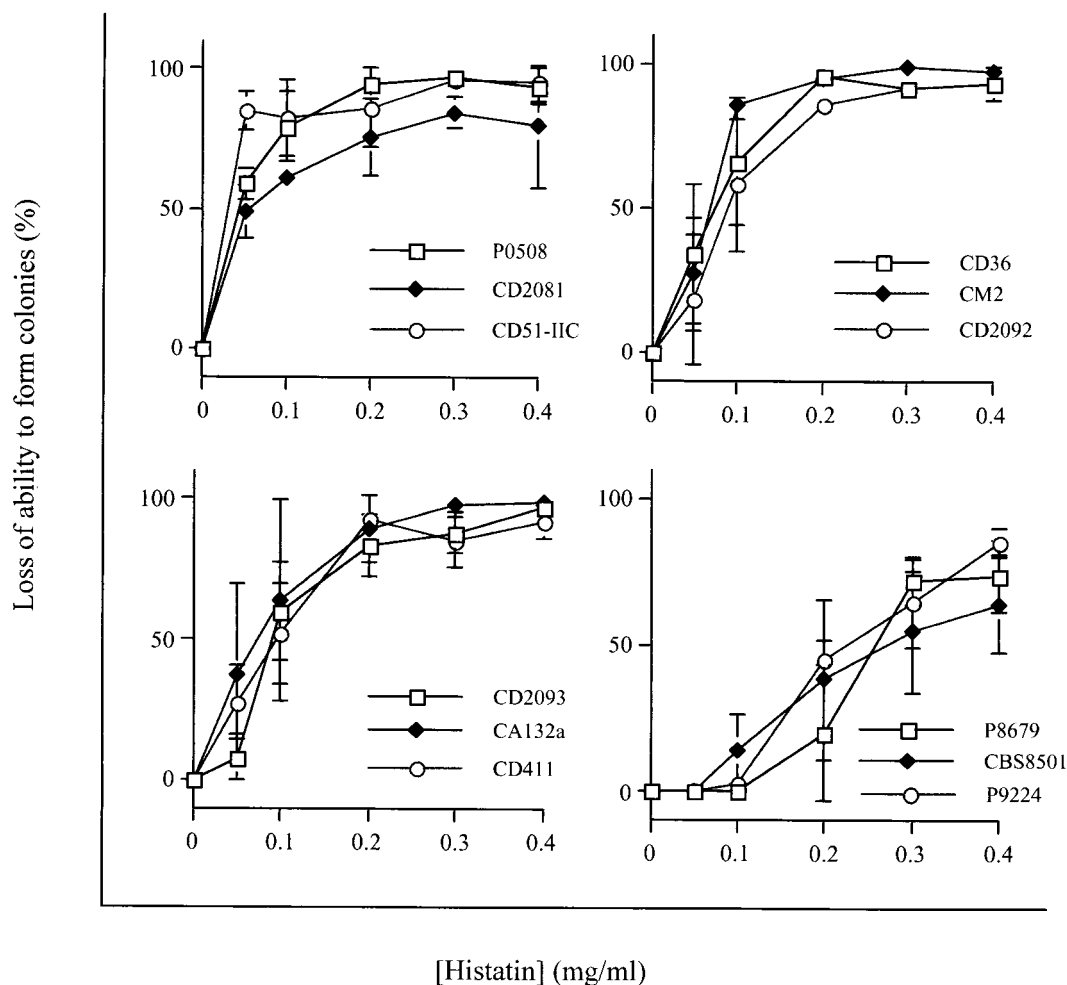 Loss of ability to form colonies (%)
100
50
0
P0508
CD2081
CD51-IIC
0 0.1 0.2 0.3 0.4
100
50
0
CD36
CM2
CD2092
0 0.1 0.2 0.3 0.4
100
50
0
CD2093
CA132a
CD411
0 0.1 0.2 0.3 0.4
100
50
0
P8679
CBS8501
P9224
0 0.1 0.2 0.3 0.4
[Histatin] (mg/ml)